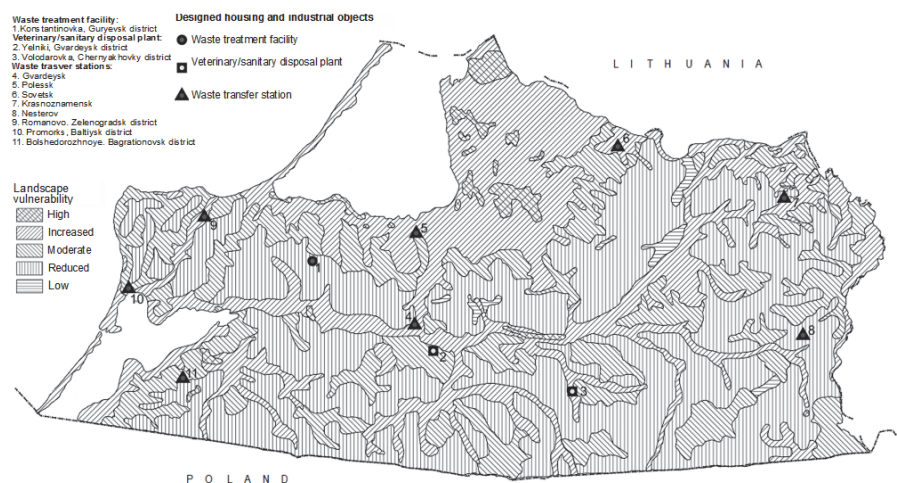 Waste treatment facility:
1.Konstantinovka, Guryevsk district
Veterinary/sanitary disposal plant:
2. Yelniki, Gvardeysk district
3. Volodarovka, Chernyakhovky district
Waste trasver stations:
4. Gvardeysk
5. Polessk
6. Sovetsk
7. Krasnoznamensk
8. Nesterov
9. Romanovo. Zelenogradsk district
10. Promorks, Baltiysk district
11. Bolshedorozhnoye. Bagrationovsk district
Designed housing and industrial objects
Waste treatment facility
Veterinary/sanitary disposal plant
Waste transfer station
Landscape
vulnerability
High
Increased
Moderate
Reduced
Low
LITHUANIA
POLAND
6
9
5
1
10
4
8
2
11
3